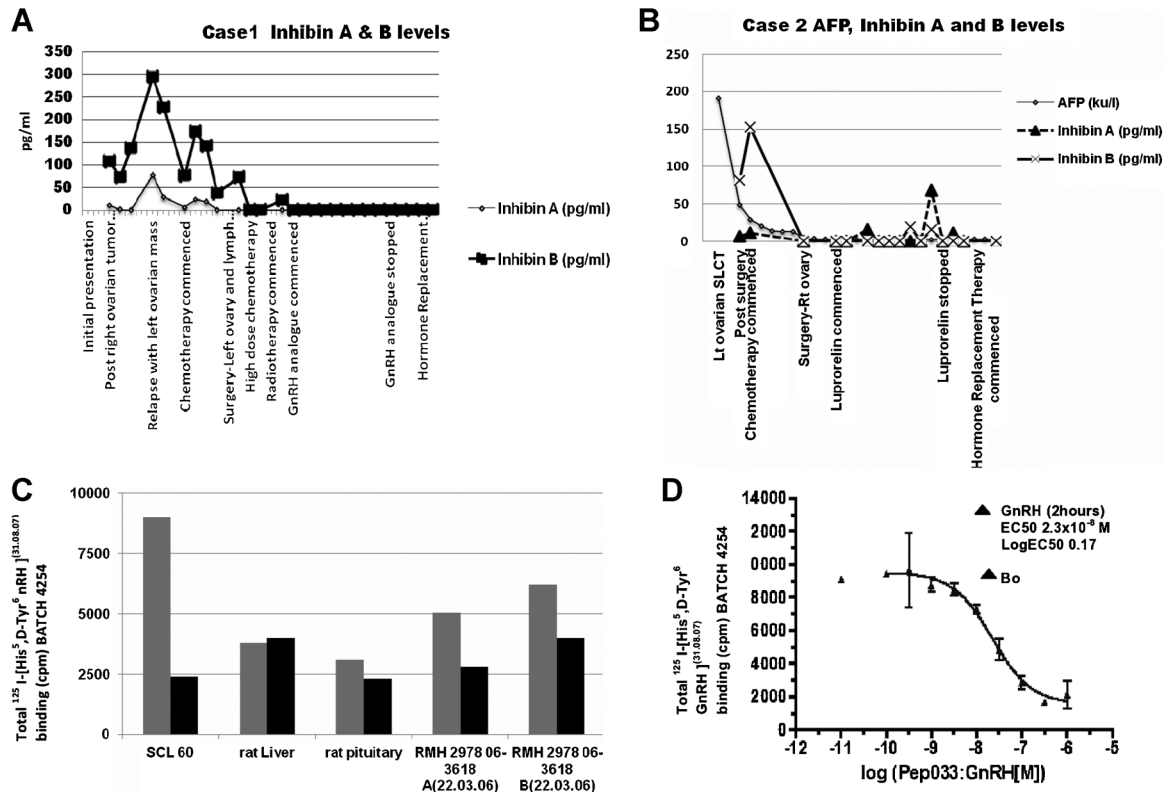 A
Case1 Inhibin A & B levels
350
300
250
200
150
100
50
0
pg/ml
Initial presentation
Post right ovarian tumor.
Relapse with left ovarian mass
Chemotherapy commenced
Surgery-Left ovary and lymph
High dose chemotherapy
Radiotherapy commenced
GnRH analogue commenced
GnRH analogue stopped
Hormone Replacement
Inhibin A (pg/ml)
Inhibin B (pg/ml)
B
Case 2 AFP, Inhibin A and B levels
250
200
150
100
50
0
Lt ovarian SLCT
Post surgery
Chemotherapy commenced
Surgery-Rt ovary
Luprorelin commenced
Luprorelin stopped
Hormone Replacement Therapy
commenced
AFP (ku/l)
Inhibin A (pg/ml)
Inhibin B (pg/ml)
C
Total 125 I-[His5,D-Tyr6 nRH ](31.08.07)
binding (cpm) BATCH 4254
10000
7500
5000
2500
0
SCL 60
rat Liver
rat pituitary
RMH 2978 06-
3618
A(22.03.06)
RMH 2978 06-
3618
B(22.03.06)
D
Total 125 I-[His5,D-Tyr6
GnRH ](31.08.07)
binding (cpm) BATCH 4254
14000
2 000
0 000
8000
6000
4000
2000
0
GnRH (2hours)
EC50 2.3x10-8 M
LogEC50 0.17
Bo
-12 -11 -10 -9 -8 -7 -6 -5
log (Pep033:GnRH[M])